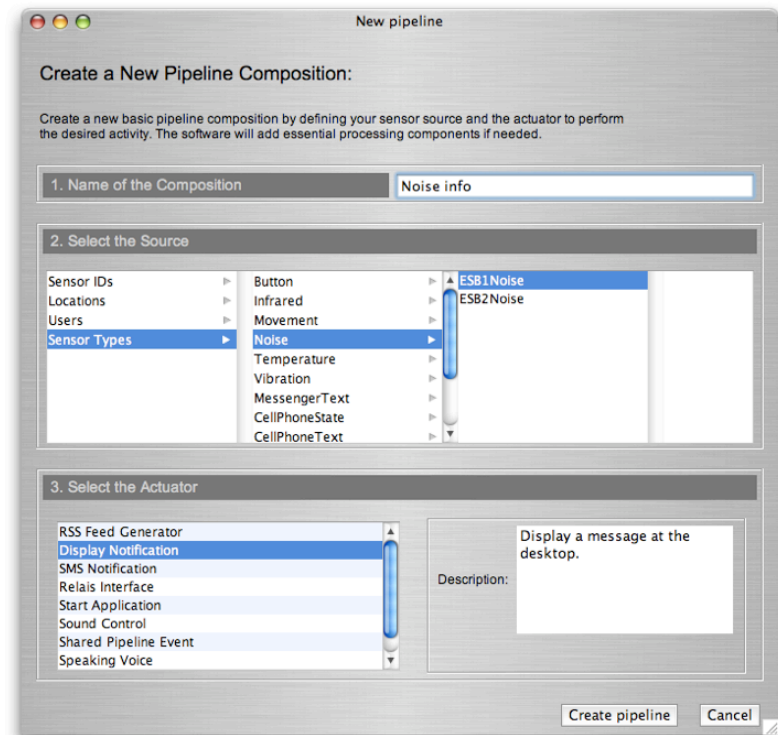 New pipeline
Create a New Pipeline Composition:
Create a new basic pipeline composition by defining your sensor source and the actuator to perform
the desired activity. The software will add essential processing components if needed.
1. Name of the Composition
Noise info
2. Select the Source
Sensor IDs
Locations
Users
Sensor Types
Button
Infrared
Movement
Noise
Temperature
Vibration
MessengerText
CellPhoneState
CellPhoneText
ESB1Noise
ESB2Noise
3. Select the Actuator
RSS Feed Generator
Display Notification
SMS Notification
Relais Interface
Start Application
Sound Control
Shared Pipeline Event
Speaking Voice
Description:
Display a message at the
desktop.
Create pipeline
Cancel